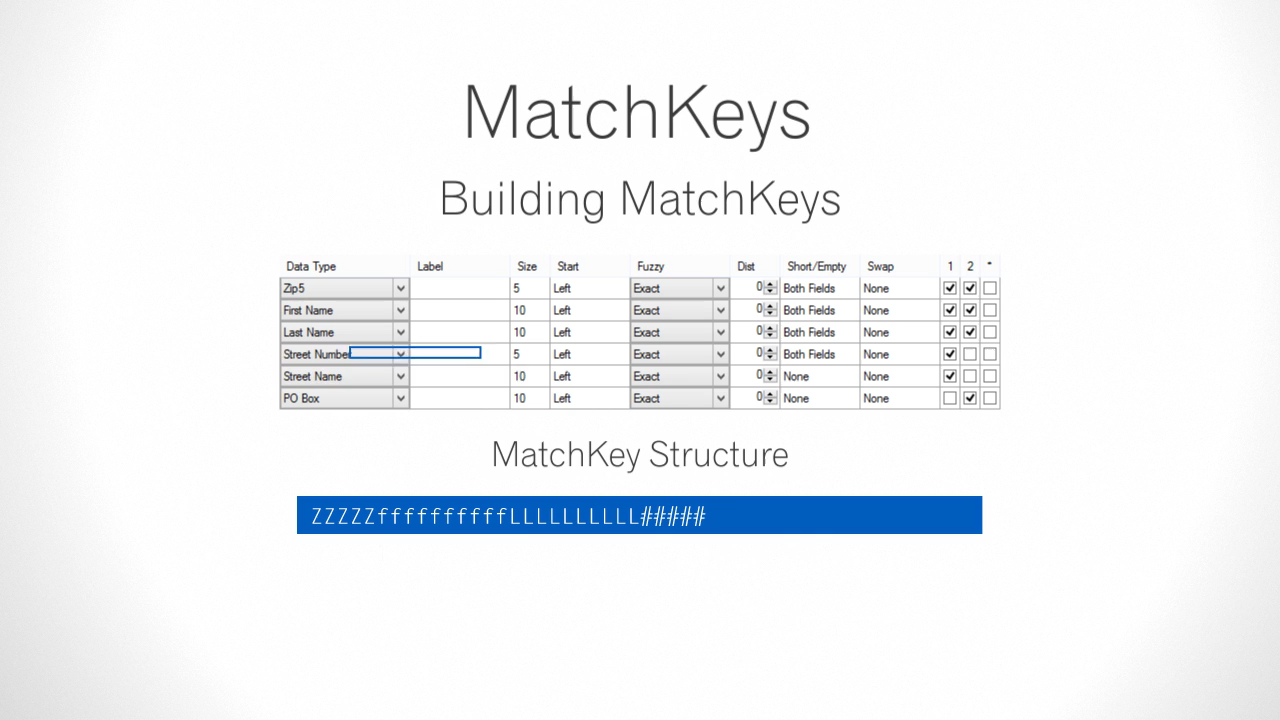 MatchKeys
Building MatchKeys
Data Type Label Size Start Fuzzy Dist Short/Empty Swap 1 2 *
Zip5 5 Left Exact 0 Both Fields None
First Name 10 Left Exact 0 Both Fields None
Last Name 10 Left Exact 0 Both Fields None
Street Number 5 Left Exact 0 Both Fields None
Street Name 10 Left Exact 0 None None
PO Box 10 Left Exact 0 None None
MatchKey Structure
ZZZZZffffffffffLLLLLLLLLL#####